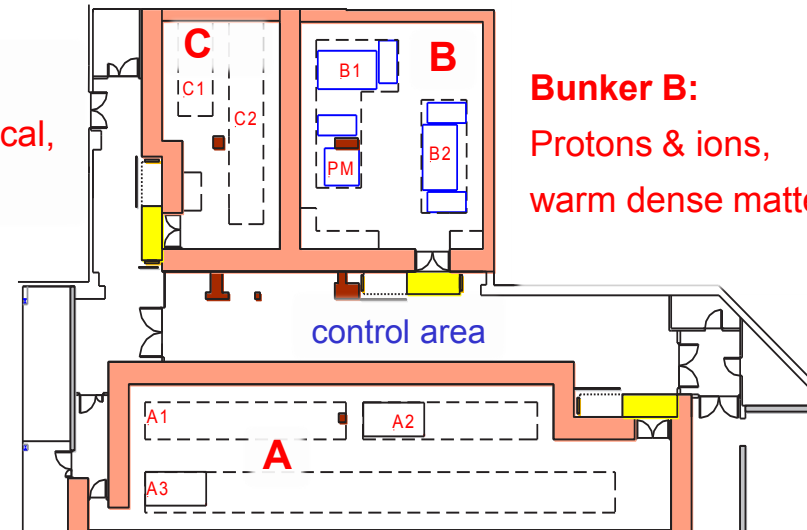 C
B
B1
C1
C2
B2
PM
cal,
Bunker B:
Protons & ions,
warm dense matte
control area
A1
A2
A
A3